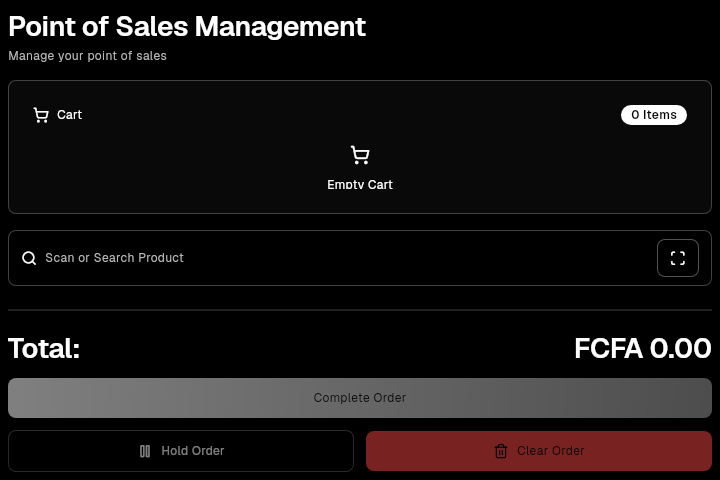 Point of Sales Management
Manage your point of sales
Cart
0 Items
Empty Cart
Scan or Search Product
Total:
FCFA 0.00
Complete Order
Hold Order
Clear Order